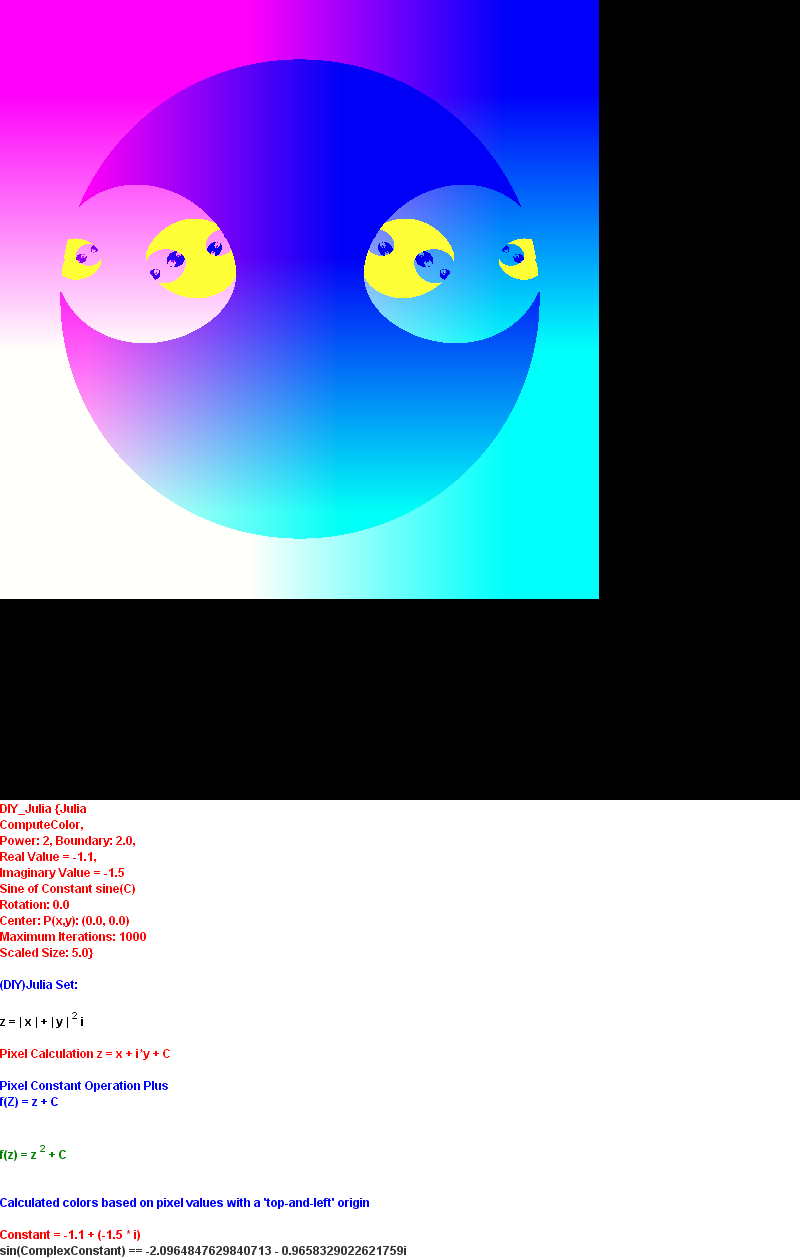 DIY_Julia {Julia
ComputeColor,
Power: 2, Boundary: 2.0,
Real Value = -1.1,
Imaginary Value = -1.5
Sine of Constant sine(C)
Rotation: 0.0
Center: P(x,y): (0.0, 0.0)
Maximum Iterations: 1000
Scaled Size: 5.0}
(DIY)Julia Set:
z = | x | + | y | 2 i
Pixel Calculation z = x + i*y + C
Pixel Constant Operation Plus
f(Z) = z + C
f(z) = z 2 + C
Calculated colors based on pixel values with a 'top-and-left' origin
Constant = -1.1 + (-1.5 * i)
sin(ComplexConstant) == -2.0964847629840713 - 0.9658329022621759i